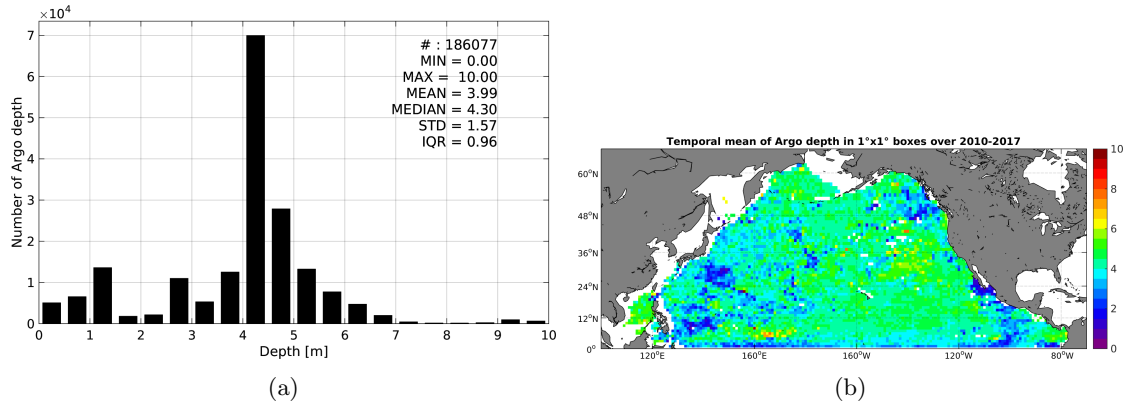 ×10⁴
7
6
5
4
3
2
1
0
Number of Argo depth
# : 186077
MIN = 0.00
MAX = 10.00
MEAN = 3.99
MEDIAN = 4.30
STD = 1.57
IQR = 0.96
0 1 2 3 4 5 6 7 8 9 10
Depth [m]
(a)
Temporal mean of Argo depth in 1°x1° boxes over 2010-2017
60°N
48°N
36°N
24°N
12°N
0°
120°E 160°E 160°W 120°W 80°W
10
8
6
4
2
0
(b)